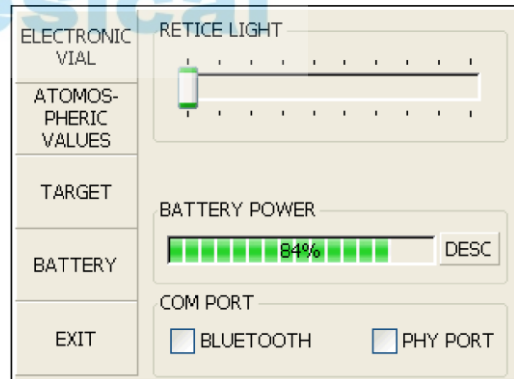 ELECTRONIC
VIAL
ATOMOS-
PHERIC
VALUES
TARGET
BATTERY
EXIT
RETICE LIGHT
BATTERY POWER
84%
DESC
COM PORT
BLUETOOTH
PHY PORT